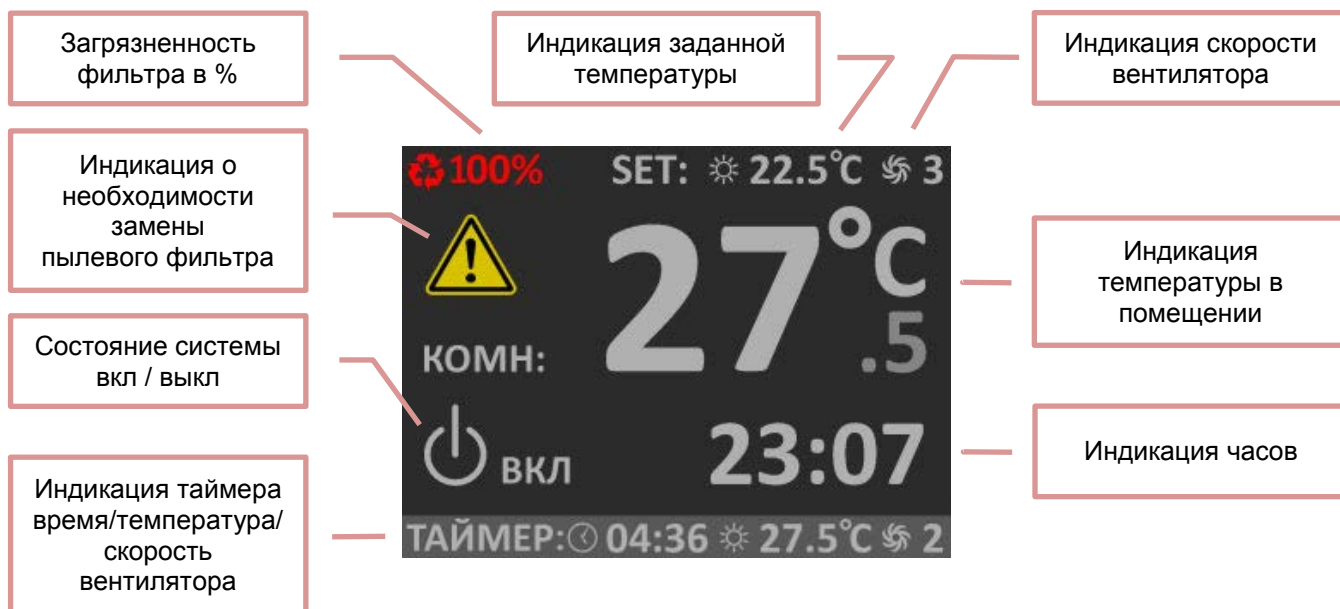 Загрязненность
фильтра в %
Индикация заданной
температуры
Индикация скорости
вентилятора
Индикация о
необходимости
замены
пылевого фильтра
Состояние системы
вкл / выкл
Индикация таймера
время/температура/
скорость
вентилятора
100% SET: 22.5°C 3
27°C
.5
КОМН:
ВКЛ 23:07
ТАЙМЕР: 04:36 27.5°C 2
Индикация
температуры в
помещении
Индикация часов